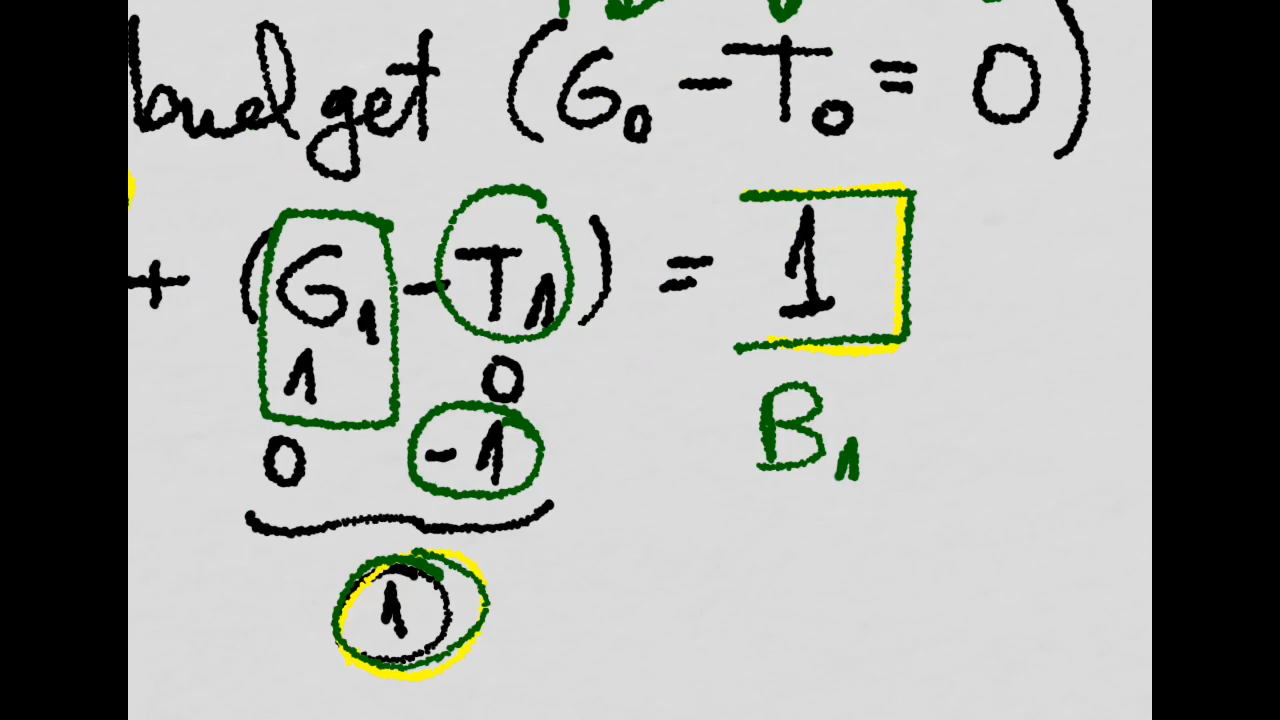 budget (G₀ - T₀ = 0)
+ (G₁ - T₁) = 1
1 0
0 -1 B₁
1